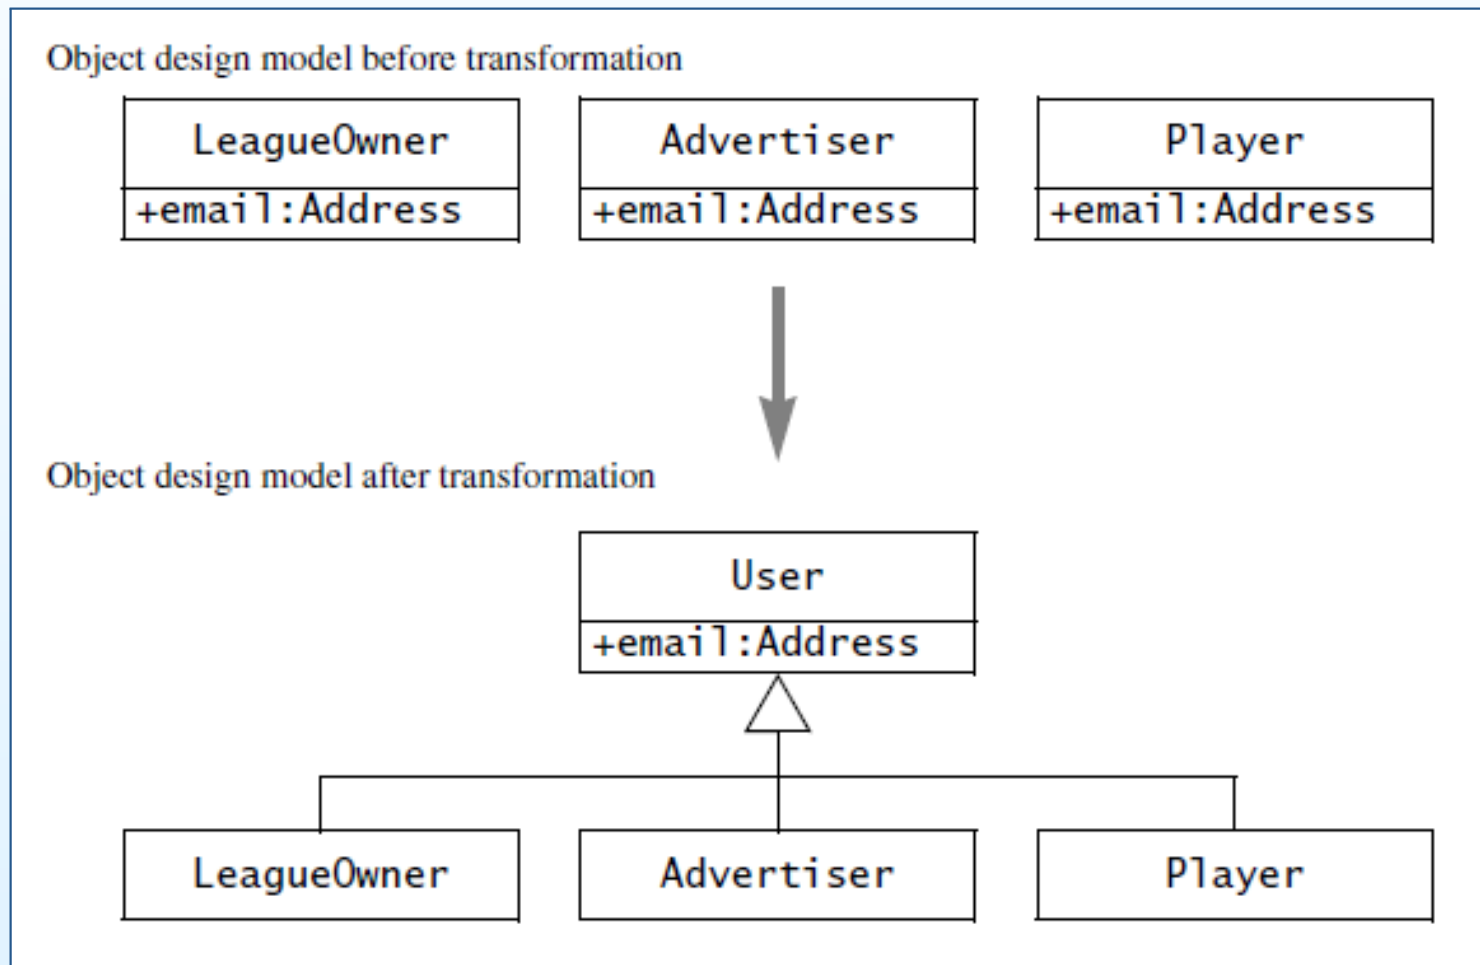 Object design model before transformation
LeagueOwner
+email:Address
Advertiser
+email:Address
Player
+email:Address
Object design model after transformation
User
+email:Address
LeagueOwner
Advertiser
Player